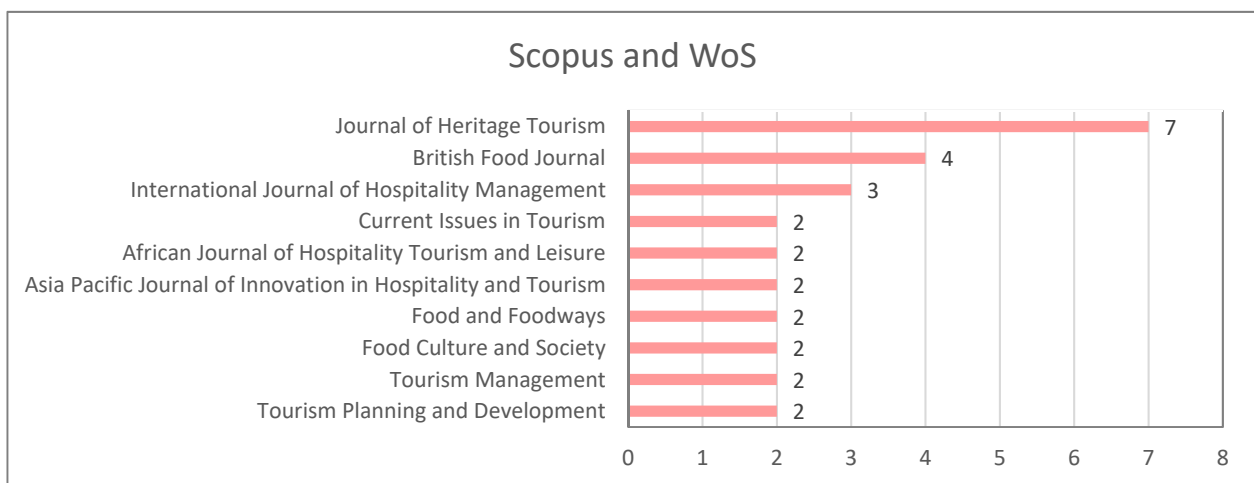 Scopus and WoS
Journal of Heritage Tourism 7
British Food Journal 4
International Journal of Hospitality Management 3
Current Issues in Tourism 2
African Journal of Hospitality Tourism and Leisure 2
Asia Pacific Journal of Innovation in Hospitality and Tourism 2
Food and Foodways 2
Food Culture and Society 2
Tourism Management 2
Tourism Planning and Development 2
0 1 2 3 4 5 6 7 8